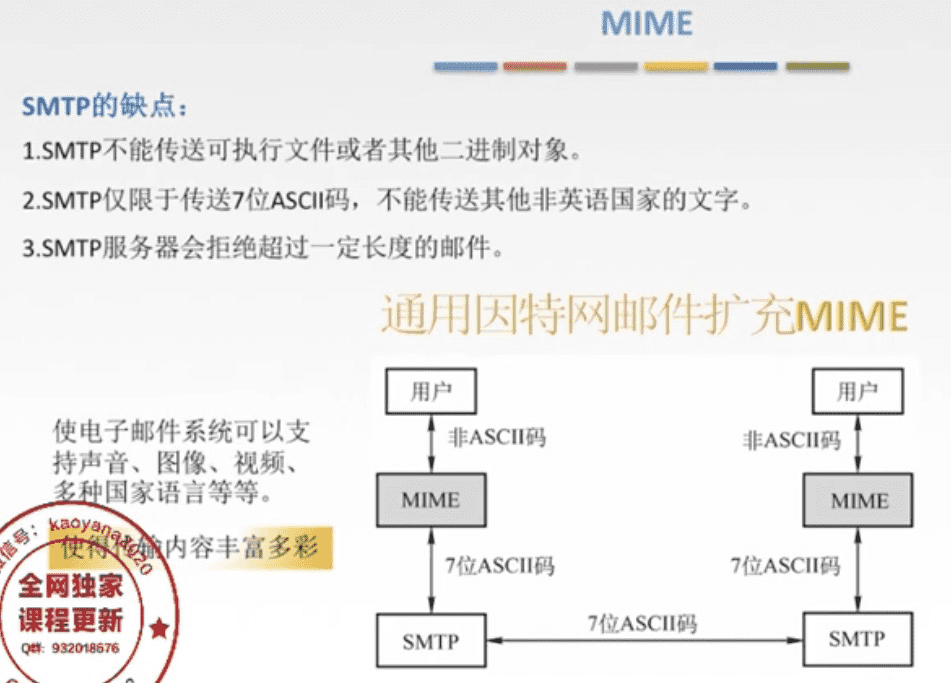 MIME
SMTP的缺点：
1.SMTP不能传送可执行文件或者其他二进制对象。
2.SMTP仅限于传送7位ASCII码，不能传送其他非英语国家的文字。
3.SMTP服务器会拒绝超过一定长度的邮件。
通用因特网邮件扩充MIME
用户
用户
非ASCII码
非ASCII码
使电子邮件系统可以支
持声音、图像、视频、
多种国家语言等等。
MIME
MIME
使得传输内容丰富多彩
7位ASCII码
7位ASCII码
7位ASCII码
SMTP
SMTP
信号：kaoyana2020
全网独家
课程更新
Q群: 932018576